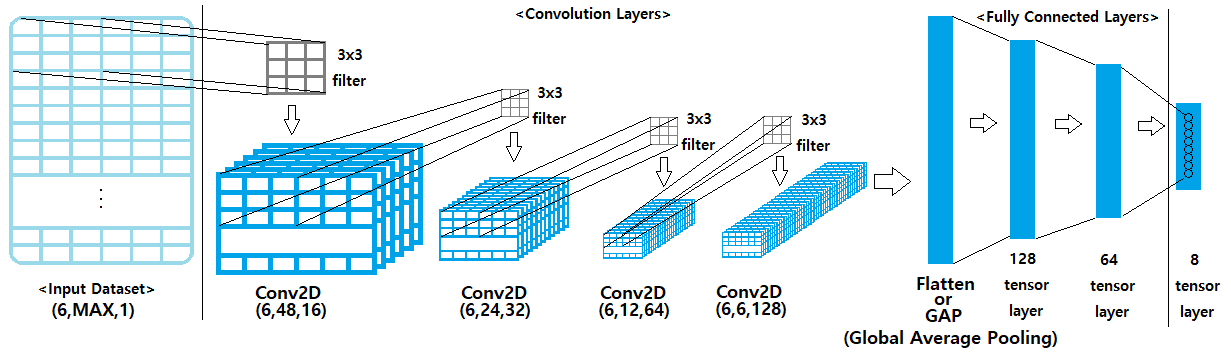 <Convolution Layers>
<Fully Connected Layers>
3x3
filter
3x3
filter
3x3
filter
3x3
filter
<Input Dataset>
(6,MAX,1)
Conv2D
(6,48,16)
Conv2D
(6,24,32)
Conv2D
(6,12,64)
Conv2D
(6,6,128)
Flatten
or
GAP
(Global Average Pooling)
128
tensor
layer
64
tensor
layer
8
tensor
layer